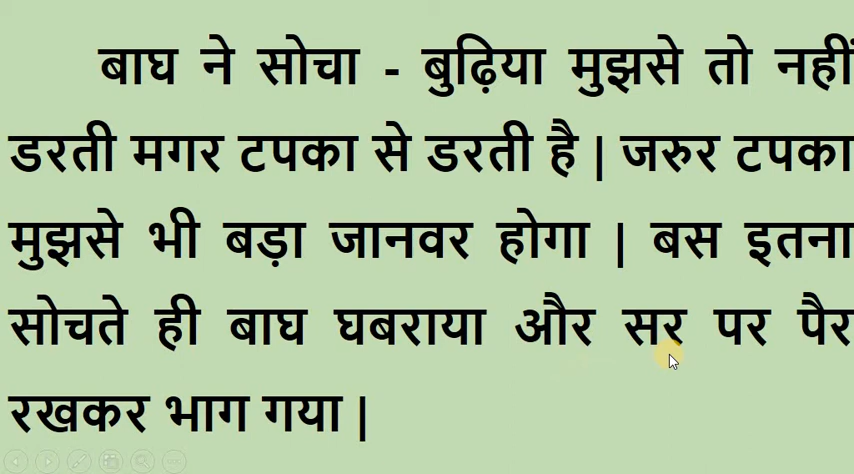 बाघ ने सोचा - बुढ़िया मुझसे तो नहीं
डरती मगर टपका से डरती है | जरुर टपका
मुझसे भी बड़ा जानवर होगा | बस इतना
सोचते ही बाघ घबराया और सर पर पैर
रखकर भाग गया |